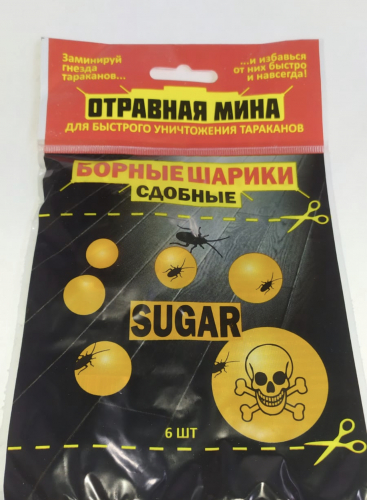 Заминируй
гнезда
тараканов...
...и избавься
от них быстро
и навсегда!
ОТРАВНАЯ МИНА
ДЛЯ БЫСТРОГО УНИЧТОЖЕНИЯ ТАРАКАНОВ
БОРНЫЕ ШАРИКИ
СДОБНЫЕ
SUGAR
6 ШТ